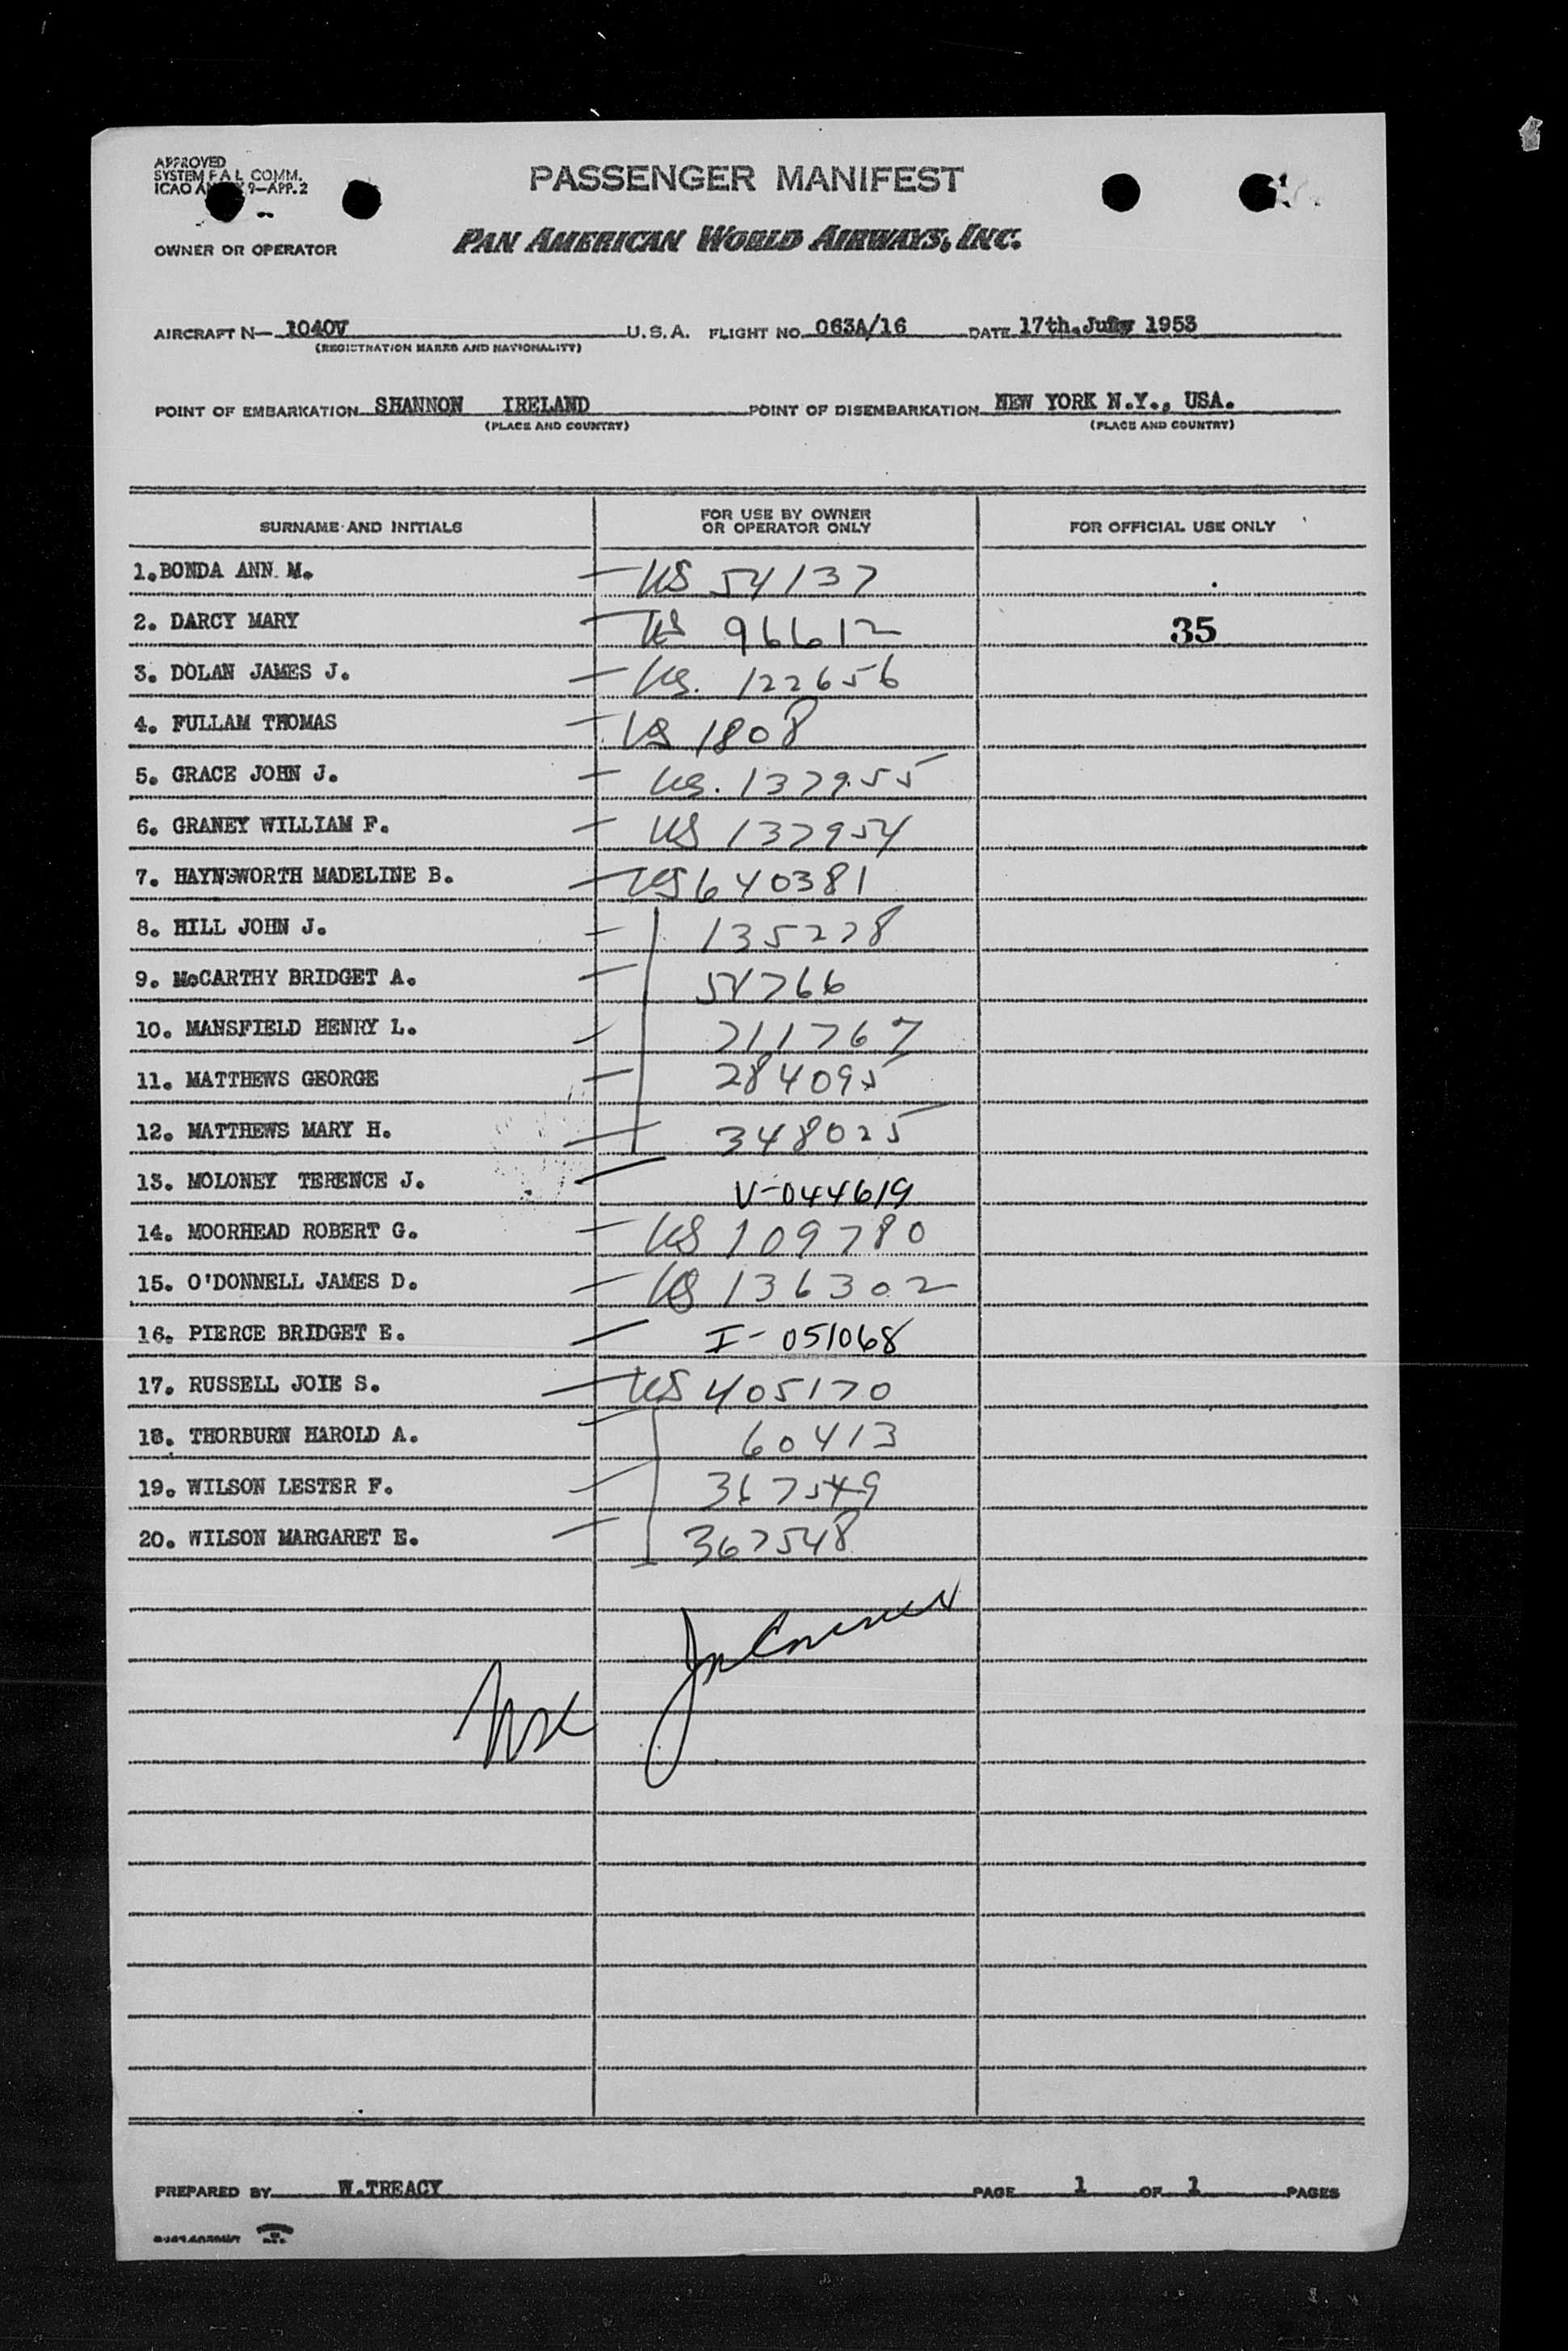 APPROVED
SYSTEM F A L COMM.
ICAO 9—APP. 2
PASSENGER MANIFEST
OWNER OR OPERATOR PAN AMERICAN WORLD AIRWAYS, INC.
AIRCRAFT N— 1040V U.S.A. FLIGHT NO. 063A/16 DATE 17th. 1953
(REGISTRATION MARKS AND NATIONALITY)
POINT OF EMBARKATION SHANNON IRELAND POINT OF DISEMBARKATION NEW YORK N.Y., USA.
(PLACE AND COUNTRY) (PLACE AND COUNTRY)
SURNAME AND INITIALS FOR USE BY OWNER OR OPERATOR ONLY FOR OFFICIAL USE ONLY
1. BONDA ANN M. — US 54137
2. DARCY MARY — US 96612 35
3. DOLAN JAMES J. — US. 122656
4. FULLAM THOMAS — US 1808
5. GRACE JOHN J. — US. 137955
6. GRANEY WILLIAM F. — US 137954
7. HAYNSWORTH MADELINE B. — US 640381
8. HILL JOHN J. — 135228
9. McCARTHY BRIDGET A. — 54766
10. MANSFIELD HENRY L. — 211767
11. MATTHEWS GEORGE — 284095
12. MATTHEWS MARY H. — 348025
13. MOLONEY TERENCE J. — V-044619
14. MOORHEAD ROBERT G. — US 109780
15. O'DONNELL JAMES D. — US 136302
16. PIERCE BRIDGET E. — I-051068
17. RUSSELL JOIE S. — US 405170
18. THORBURN HAROLD A. — 60413
19. WILSON LESTER F. — 367549
20. WILSON MARGARET E. — 367548
PREPARED BY W.TREACY PAGE 1 OF 1 PAGES